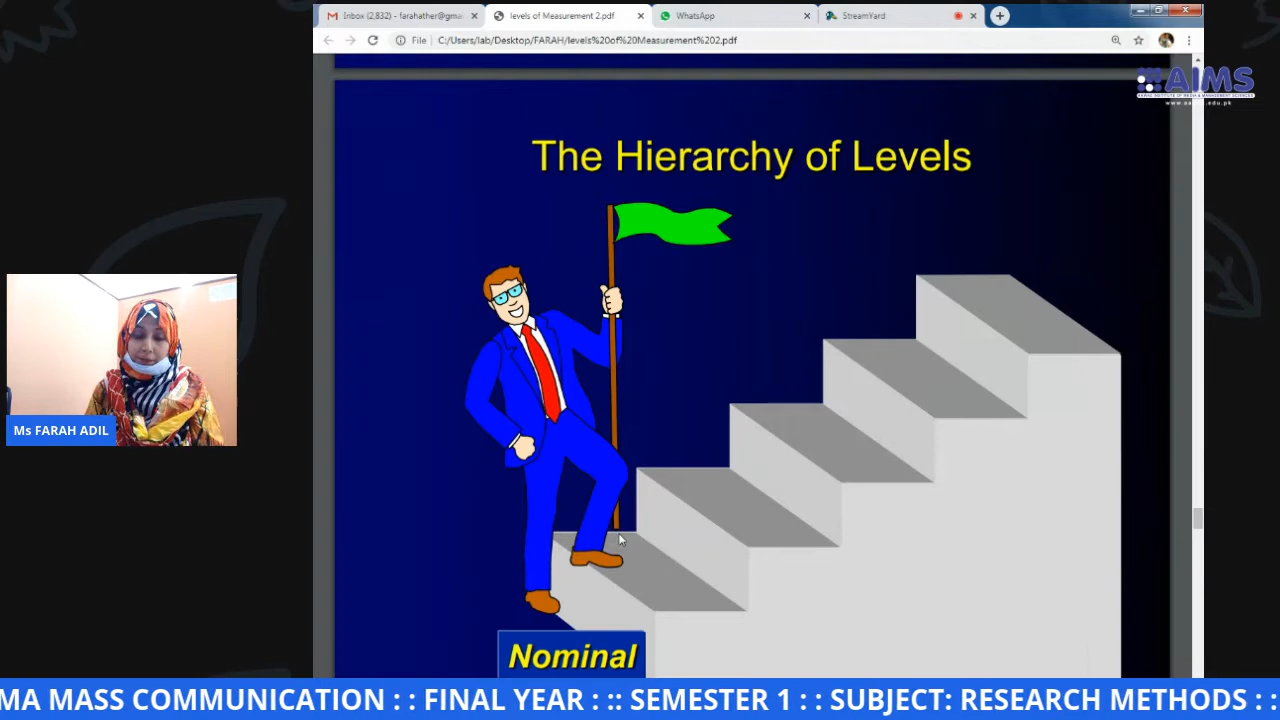 Inbox (2,832) - farahather@gmai
levels of Measurement 2.pdf
WhatsApp
StreamYard
File
C:/Users/lab/Desktop/FARAH/levels%20of%20Measurement%202.pdf
AIMS
The Hierarchy of Levels
Ms FARAH ADIL
Nominal
MA MASS COMMUNICATION : : FINAL YEAR : :: SEMESTER 1 : : SUBJECT: RESEARCH METHODS : :